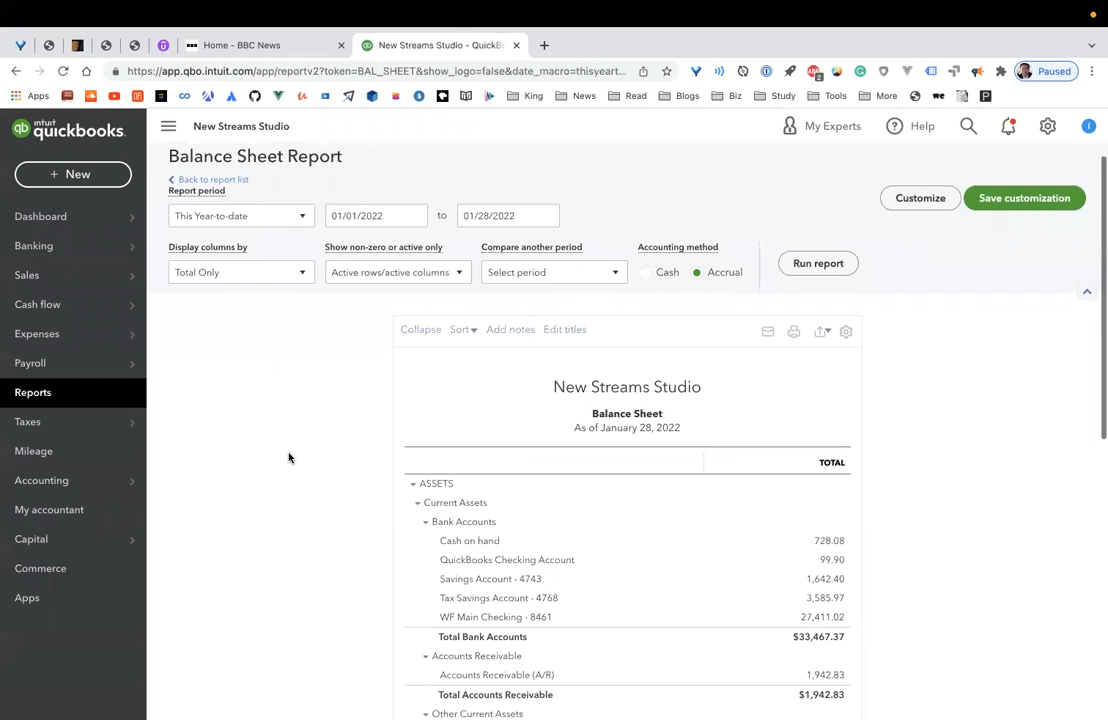 Home - BBC News
New Streams Studio - QuickB
https://app.qbo.intuit.com/app/reportv2?token=BAL_SHEET&show_logo=false&date_macro=thisyeart...
Paused
Apps
King
News
Read
Blogs
Biz
Study
Tools
More
intuit
quickbooks.
New Streams Studio
My Experts
Help
+ New
Balance Sheet Report
Back to report list
Report period
This Year-to-date
01/01/2022
to
01/28/2022
Customize
Save customization
Display columns by
Show non-zero or active only
Compare another period
Accounting method
Total Only
Active rows/active columns
Select period
Cash
Accrual
Run report
Dashboard
Banking
Sales
Cash flow
Expenses
Payroll
Reports
Taxes
Mileage
Accounting
My accountant
Capital
Commerce
Apps
Collapse
Sort
Add notes
Edit titles
New Streams Studio
Balance Sheet
As of January 28, 2022
TOTAL
ASSETS
Current Assets
Bank Accounts
Cash on hand 728.08
QuickBooks Checking Account 99.90
Savings Account - 4743 1,642.40
Tax Savings Account - 4768 3,585.97
WF Main Checking - 8461 27,411.02
Total Bank Accounts $33,467.37
Accounts Receivable
Accounts Receivable (A/R) 1,942.83
Total Accounts Receivable $1,942.83
Other Current Assets